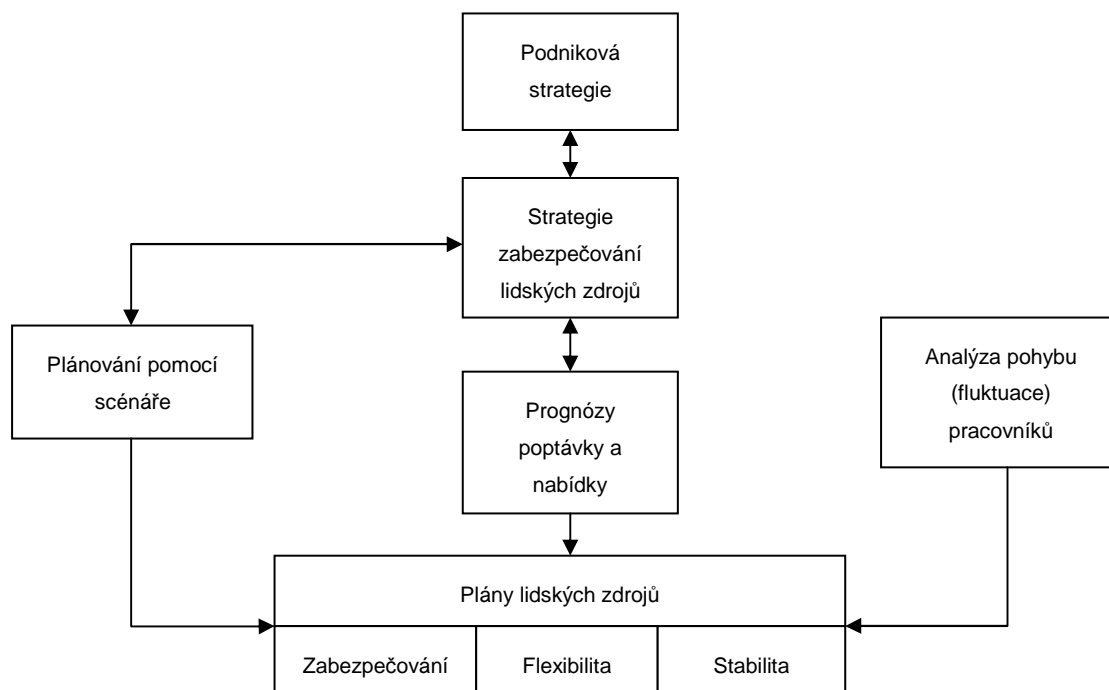 Podniková
strategie
Strategie
zabezpečování
lidských zdrojů
Plánování pomocí
scénáře
Prognózy
poptávky a
nabídky
Analýza pohybu
(fluktuace)
pracovníků
Plány lidských zdrojů
Zabezpečování
Flexibilita
Stabilita